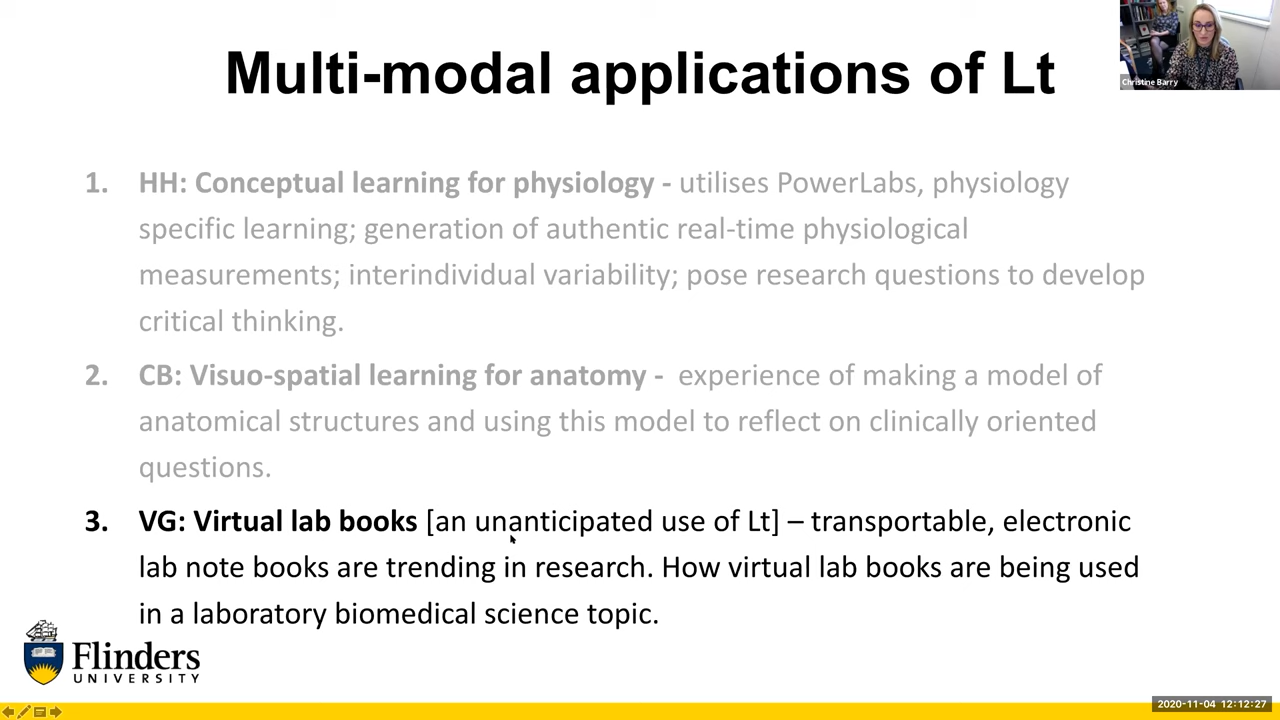 Multi-modal applications of Lt
Christine Barry
1. HH: Conceptual learning for physiology - utilises PowerLabs, physiology
specific learning; generation of authentic real-time physiological
measurements; interindividual variability; pose research questions to develop
critical thinking.
2. CB: Visuo-spatial learning for anatomy - experience of making a model of
anatomical structures and using this model to reflect on clinically oriented
questions.
3. VG: Virtual lab books [an unanticipated use of Lt] – transportable, electronic
lab note books are trending in research. How virtual lab books are being used
in a laboratory biomedical science topic.
Flinders
UNIVERSITY
2020-11-04 12:12:27